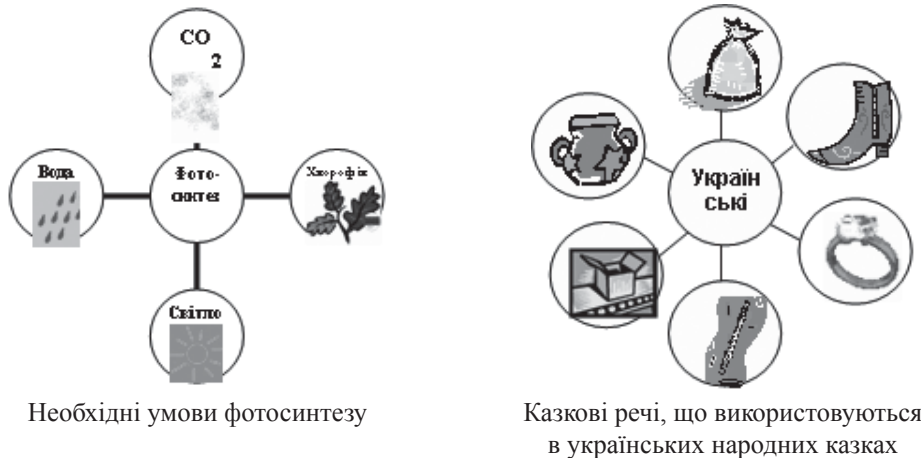 CO
2
Вода
Фото-
синтез
Хлорофіл
Світло
Необхідні умови фотосинтезу
Україн
ські
Казкові речі, що використовуються
в українських народних казках